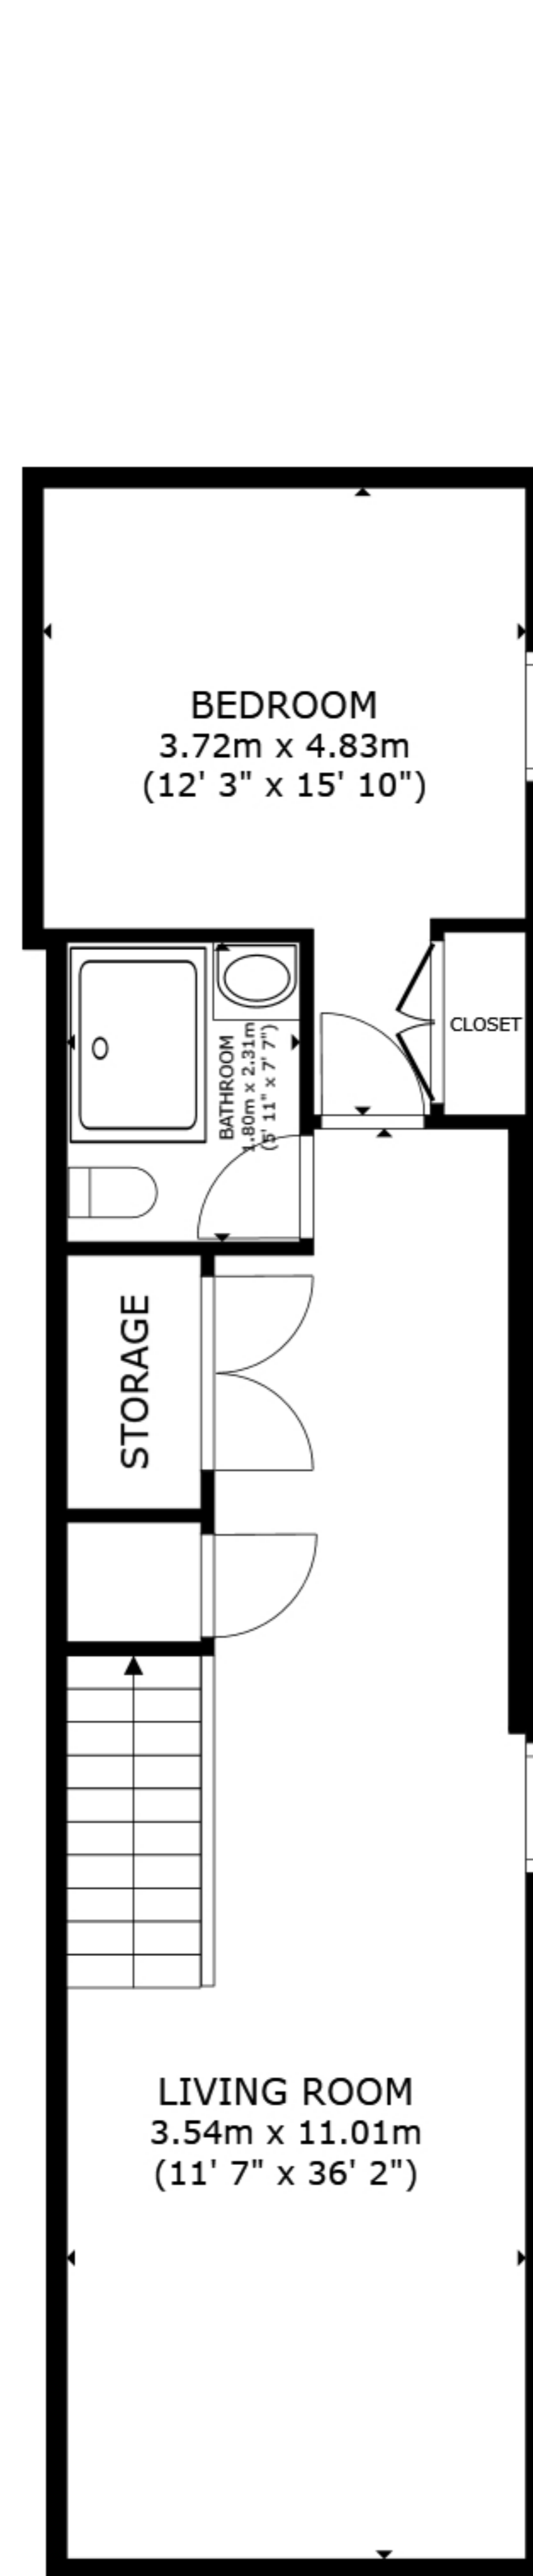 BEDROOM
3.72m x 4.83m
(12' 3" x 15' 10")
CLOSET
BATHROOM
1.80m x 2.31m
(5' 11" x 7' 7")
STORAGE
LIVING ROOM
3.54m x 11.01m
(11' 7" x 36' 2")